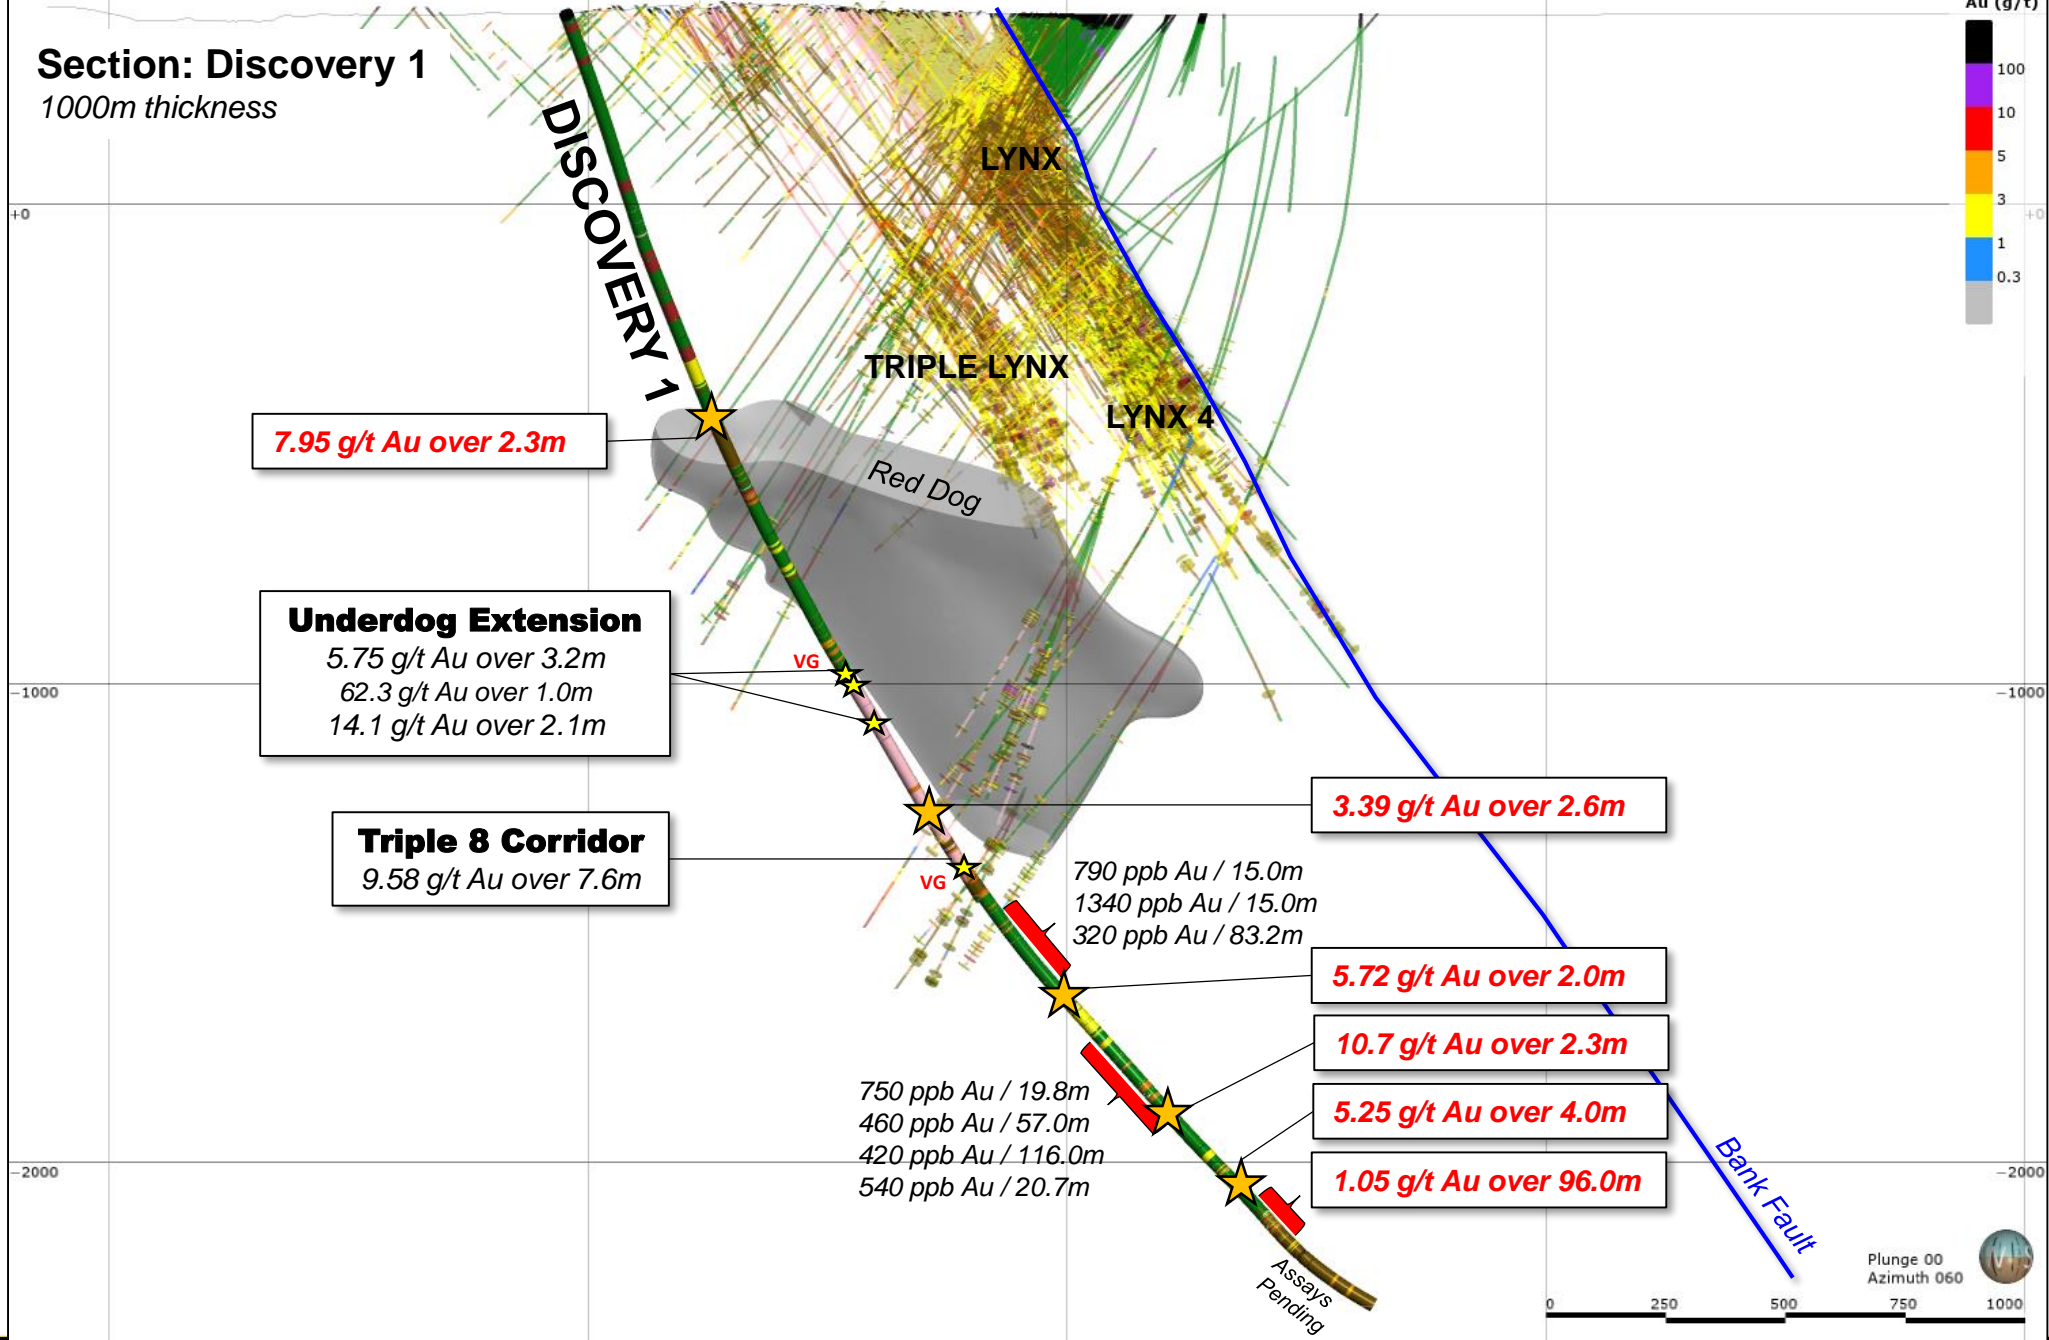 Section: Discovery 1
1000m thickness
Au (g/t)
100
10
5
3
1
0.3
DISCOVERY 1
LYNX
TRIPLE LYNX
LYNX 4
+0
+0
Red Dog
7.95 g/t Au over 2.3m
Underdog Extension
5.75 g/t Au over 3.2m
62.3 g/t Au over 1.0m
14.1 g/t Au over 2.1m
VG
−1000
−1000
Triple 8 Corridor
9.58 g/t Au over 7.6m
VG
3.39 g/t Au over 2.6m
790 ppb Au / 15.0m
1340 ppb Au / 15.0m
320 ppb Au / 83.2m
5.72 g/t Au over 2.0m
10.7 g/t Au over 2.3m
5.25 g/t Au over 4.0m
1.05 g/t Au over 96.0m
750 ppb Au / 19.8m
460 ppb Au / 57.0m
420 ppb Au / 116.0m
540 ppb Au / 20.7m
−2000
−2000
Bank Fault
Assays
Pending
Plunge 00
Azimuth 060
0 250 500 750 1000